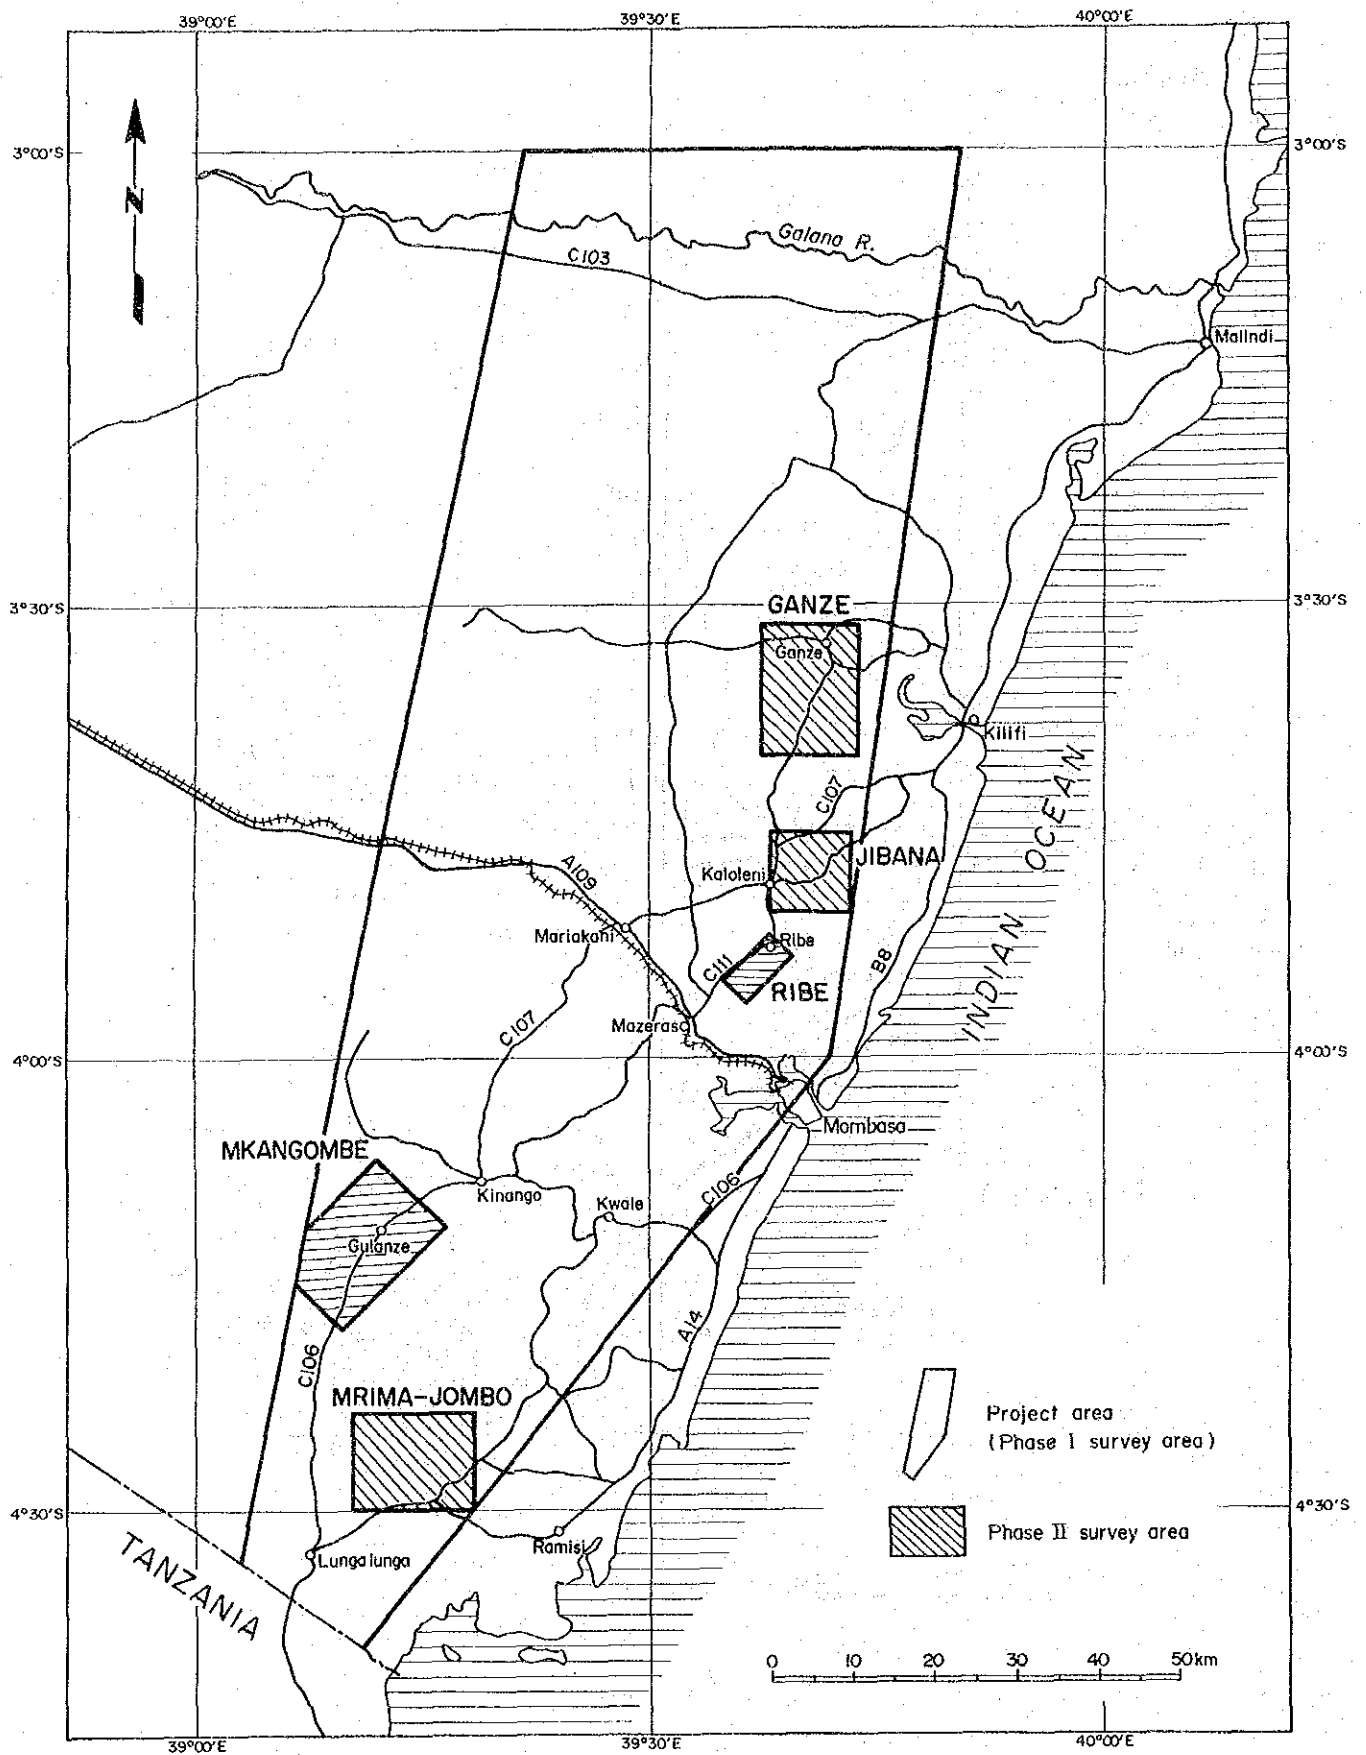 39°00'E
39°30'E
40°00'E
3°00'S
3°00'S
N
Galana R.
C103
Malindi
3°30'S
3°30'S
GANZE
Ganze
Kilifi
C107
INDIAN OCEAN
A109
JIBANA
Kaloleni
Mariakani
Ribe
C111
B8
RIBE
C107
Mazeras
4°00'S
4°00'S
Mombasa
MKANGOMBE
C106
Kinango
Kwale
Gulanze
A14
C106
MRIMA-JOMBO
Project area
(Phase I survey area)
4°30'S
4°30'S
Phase II survey area
TANZANIA
Lungalunga
Ramisi
0 10 20 30 40 50km
39°00'E
39°30'E
40°00'E